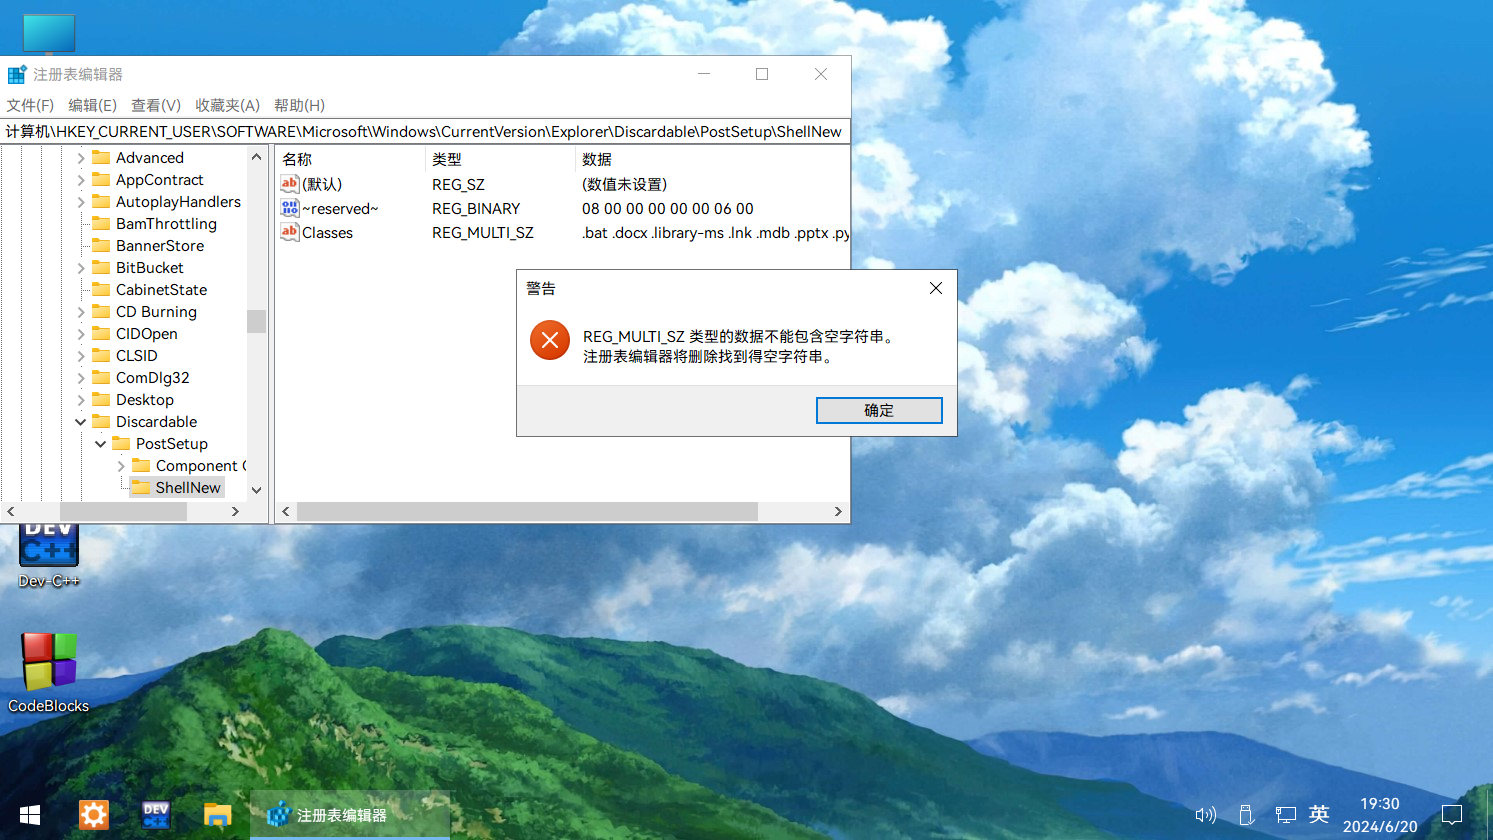 注册表编辑器
文件(F) 编辑(E) 查看(V) 收藏夹(A) 帮助(H)
计算机\HKEY_CURRENT_USER\SOFTWARE\Microsoft\Windows\CurrentVersion\Explorer\Discardable\PostSetup\ShellNew
Advanced
AppContract
AutoplayHandlers
BamThrottling
BannerStore
BitBucket
CabinetState
CD Burning
CIDOpen
CLSID
ComDlg32
Desktop
Discardable
PostSetup
Component
ShellNew
名称 类型 数据
(默认) REG_SZ (数值未设置)
~reserved~ REG_BINARY 08 00 00 00 00 00 06 00
Classes REG_MULTI_SZ .bat .docx .library-ms .lnk .mdb .pptx .py
警告
REG_MULTI_SZ 类型的数据不能包含空字符串。
注册表编辑器将删除找到得空字符串。
确定
DEV
C++
Dev-C++
CodeBlocks
DEV
C++
注册表编辑器
英
19:30
2024/6/20